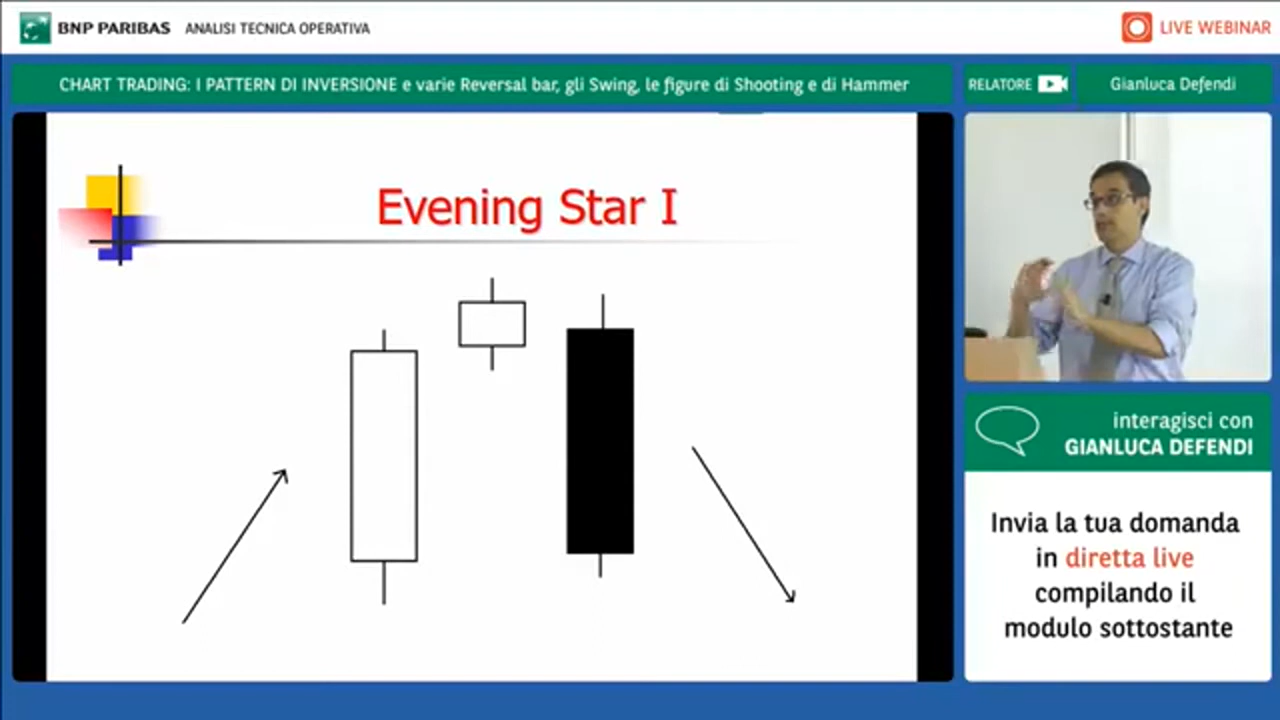 BNP PARIBAS ANALISI TECNICA OPERATIVA
LIVE WEBINAR
CHART TRADING: I PATTERN DI INVERSIONE e varie Reversal bar, gli Swing, le figure di Shooting e di Hammer
RELATORE
Gianluca Defendi
Evening Star I
interagisci con
GIANLUCA DEFENDI
Invia la tua domanda
in diretta live
compilando il
modulo sottostante